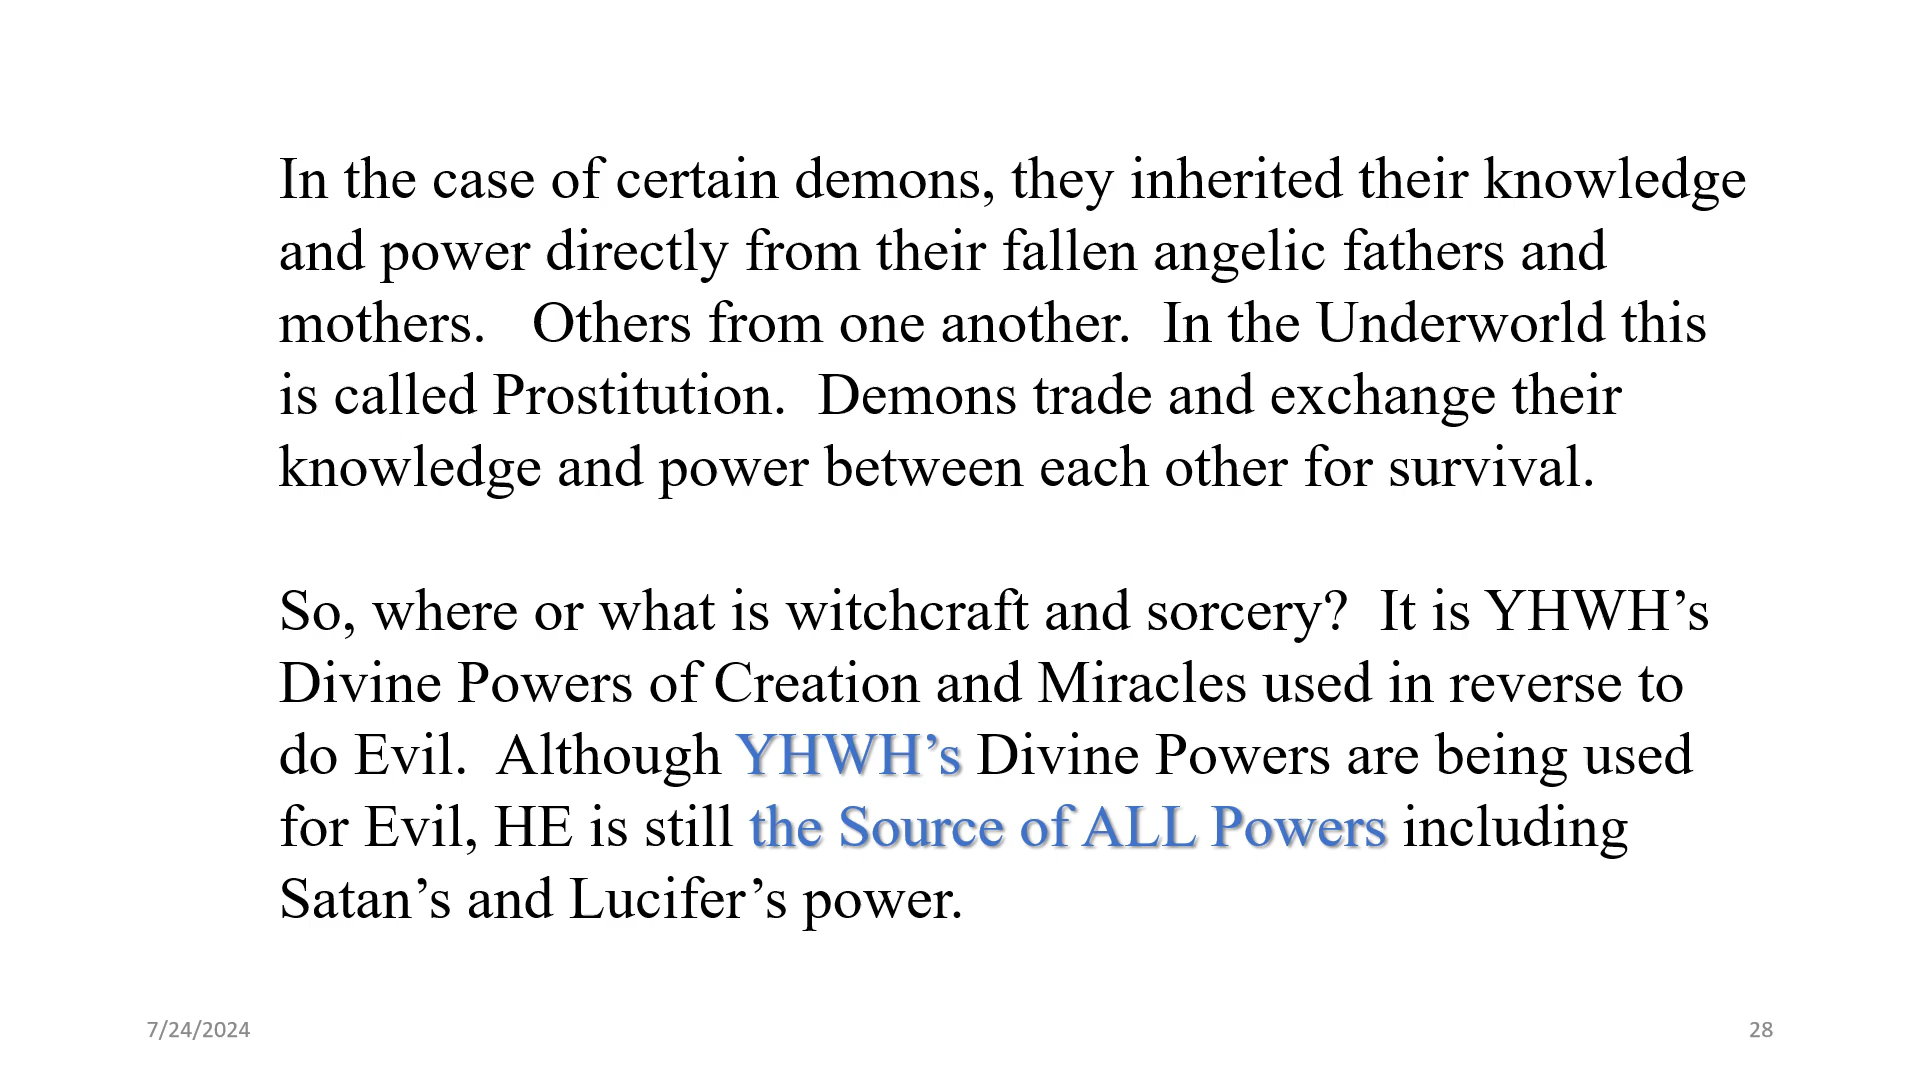 In the case of certain demons, they inherited their knowledge
and power directly from their fallen angelic fathers and
mothers.   Others from one another.  In the Underworld this
is called Prostitution.  Demons trade and exchange their
knowledge and power between each other for survival.
So, where or what is witchcraft and sorcery?  It is YHWH’s
Divine Powers of Creation and Miracles used in reverse to
do Evil.  Although YHWH’s Divine Powers are being used
for Evil, HE is still the Source of ALL Powers including
Satan’s and Lucifer’s power.
7/24/2024
28